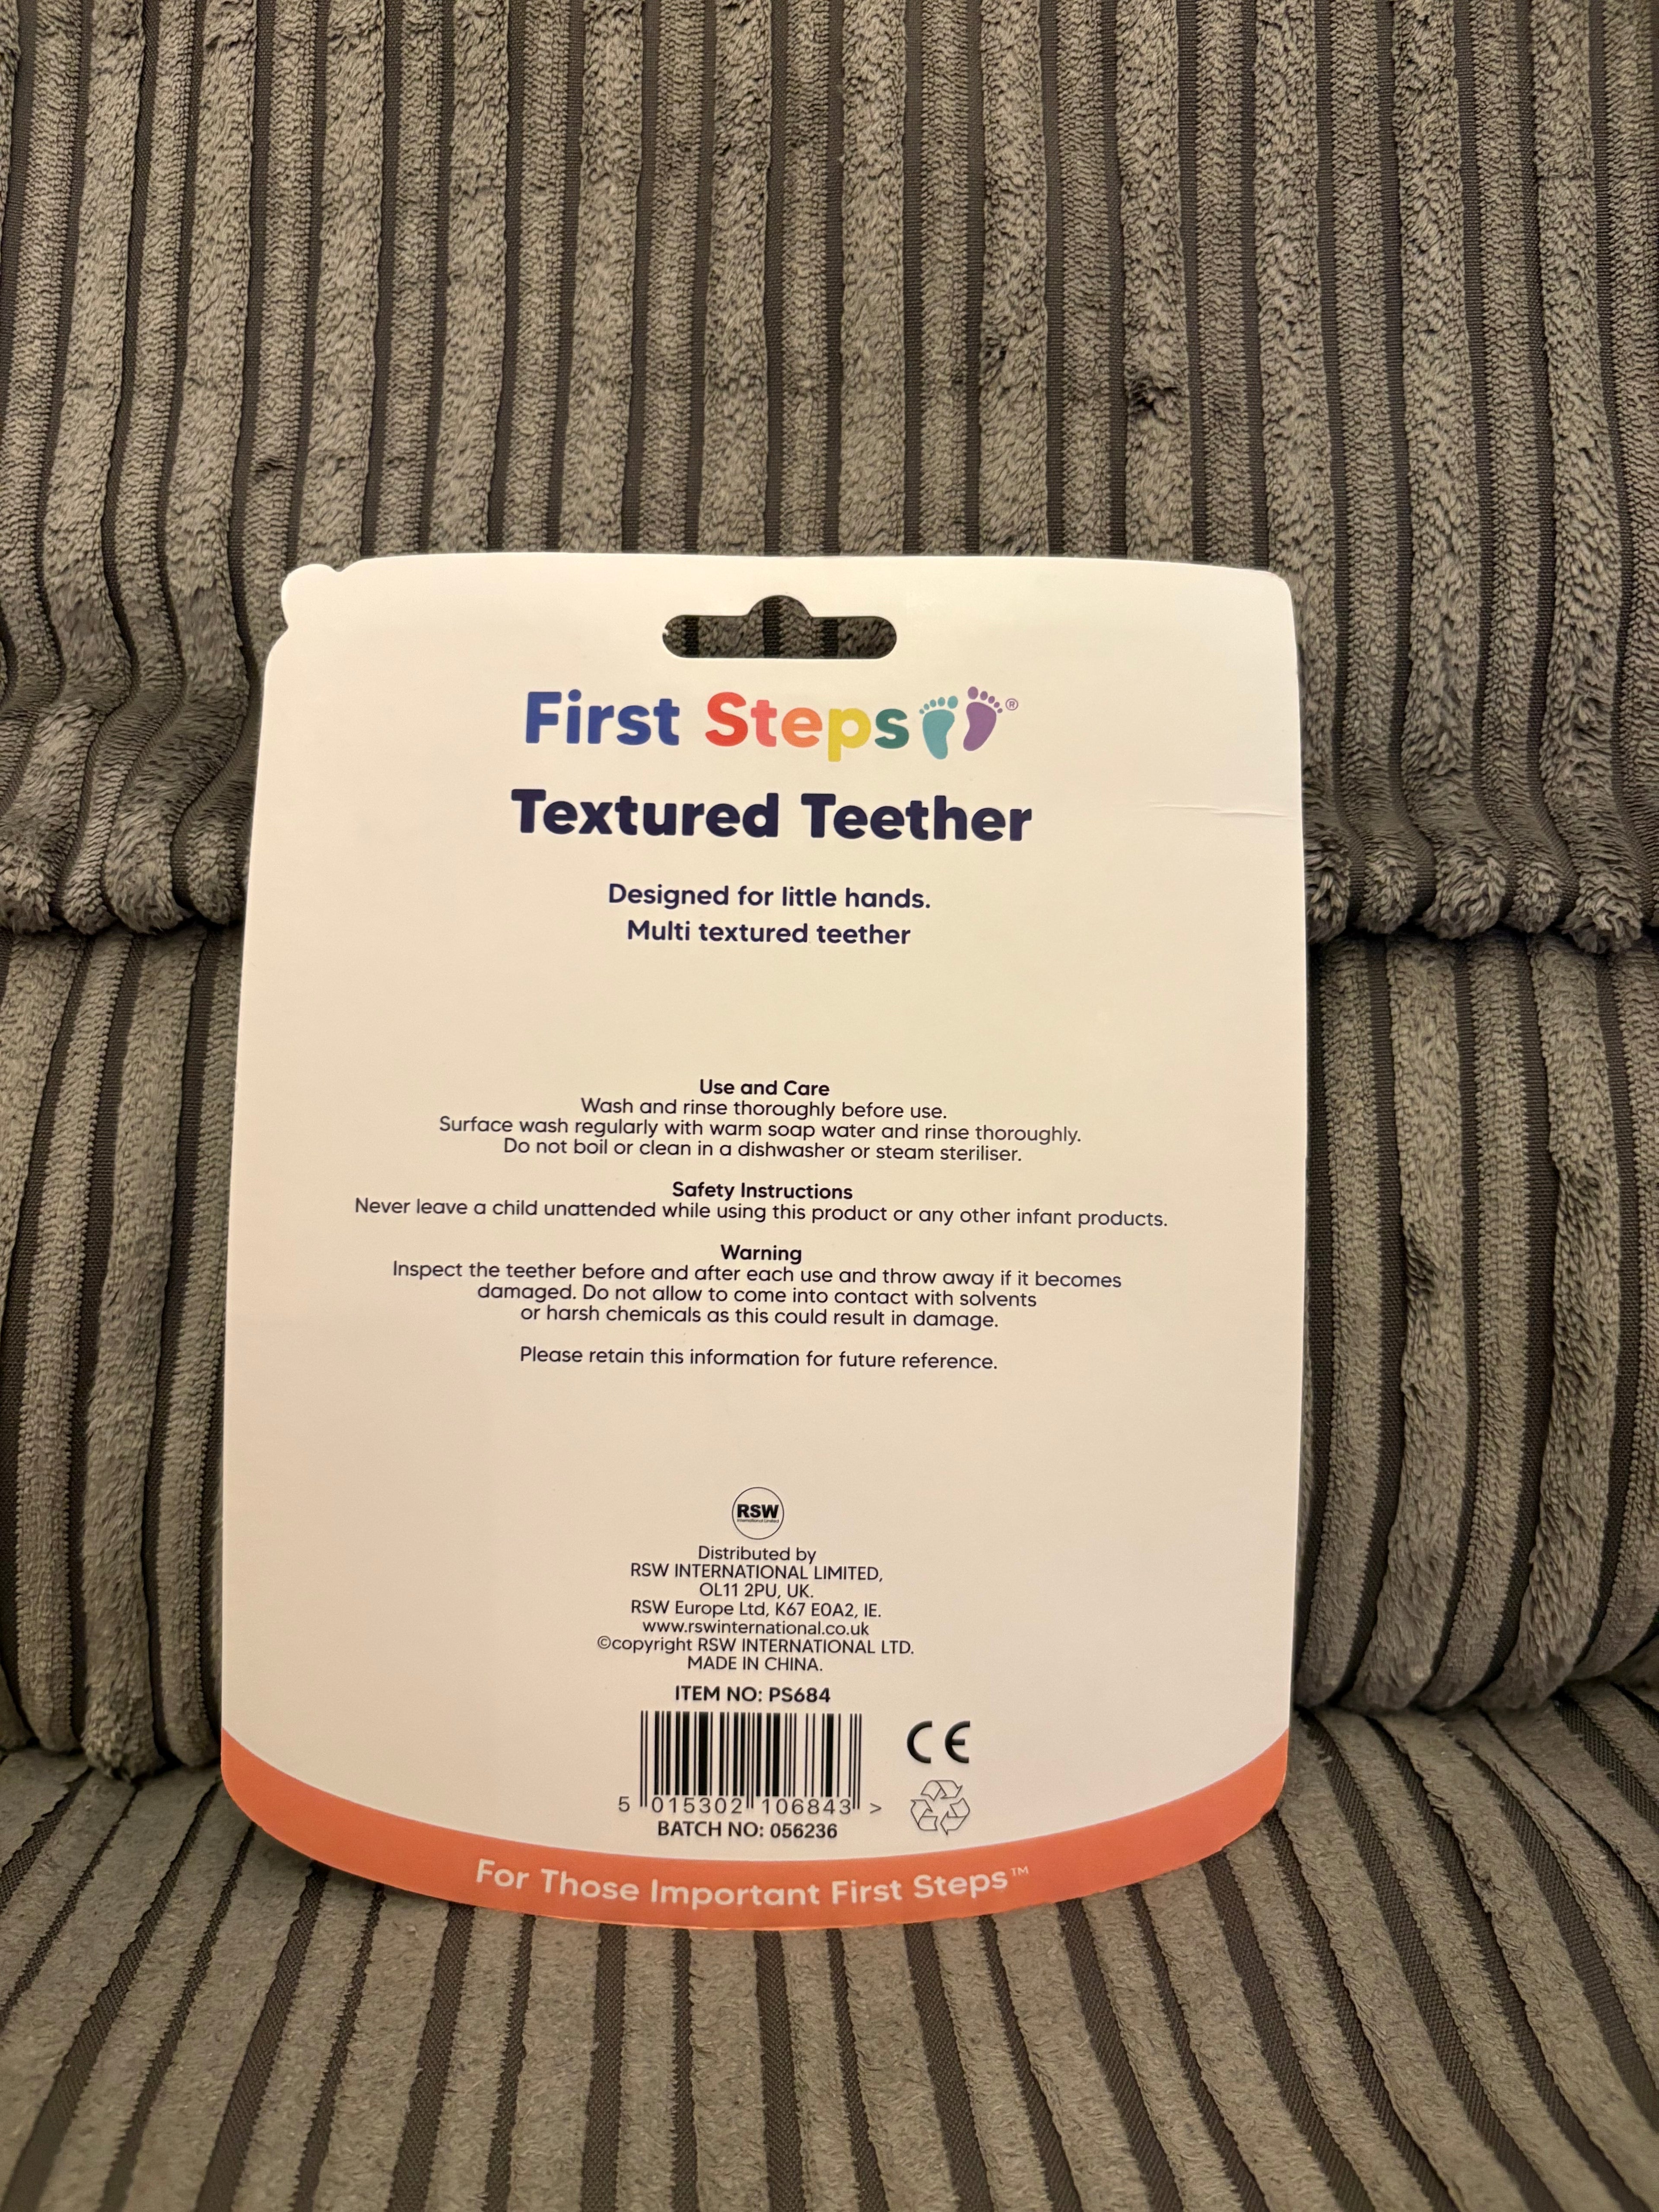 First Steps®
Textured Teether
Designed for little hands.
Multi textured teether
Use and Care
Wash and rinse thoroughly before use.
Surface wash regularly with warm soap water and rinse thoroughly.
Do not boil or clean in a dishwasher or steam steriliser.
Safety Instructions
Never leave a child unattended while using this product or any other infant products.
Warning
Inspect the teether before and after each use and throw away if it becomes
damaged. Do not allow to come into contact with solvents
or harsh chemicals as this could result in damage.
Please retain this information for future reference.
RSW
International Limited
Distributed by
RSW INTERNATIONAL LIMITED,
OL11 2PU, UK.
RSW Europe Ltd, K67 E0A2, IE.
www.rswinternational.co.uk
©copyright RSW INTERNATIONAL LTD.
MADE IN CHINA.
ITEM NO: PS684
CE
5 015302 106843 >
BATCH NO: 056236
For Those Important First Steps™